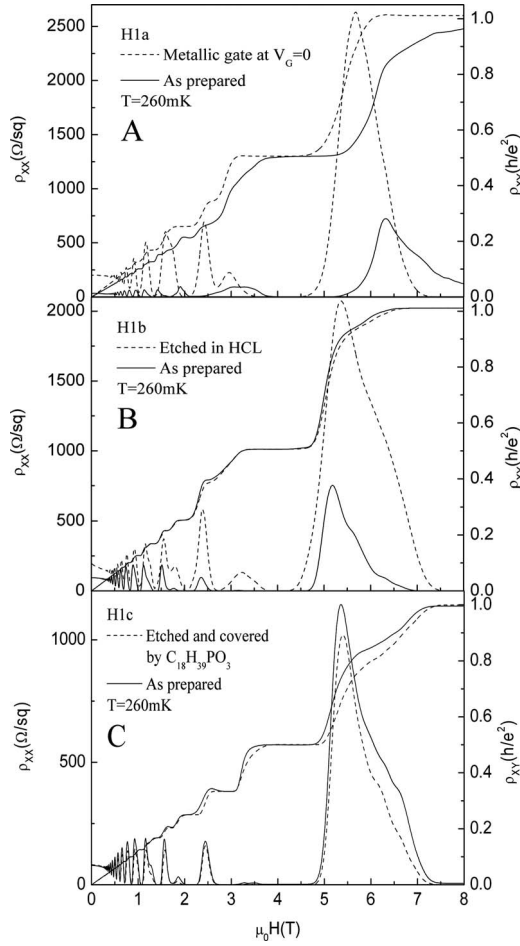 H1a
Metallic gate at V_G=0
As prepared
T=260mK
A
ρ_XX(Ω/sq)
2500
2000
1500
1000
500
0
ρ_XY(h/e²)
1.0
0.8
0.6
0.4
0.2
0.0
H1b
Etched in HCL
As prepared
T=260mK
B
ρ_XX(Ω/sq)
2000
1500
1000
500
0
ρ_XY(h/e²)
1.0
0.8
0.6
0.4
0.2
0.0
H1c
Etched and covered
by C₁₈H₃₉PO₃
As prepared
T=260mK
C
ρ_XX(Ω/sq)
1000
500
0
ρ_XY(h/e²)
1.0
0.8
0.6
0.4
0.2
0.0
0 1 2 3 4 5 6 7 8
μ₀H(T)